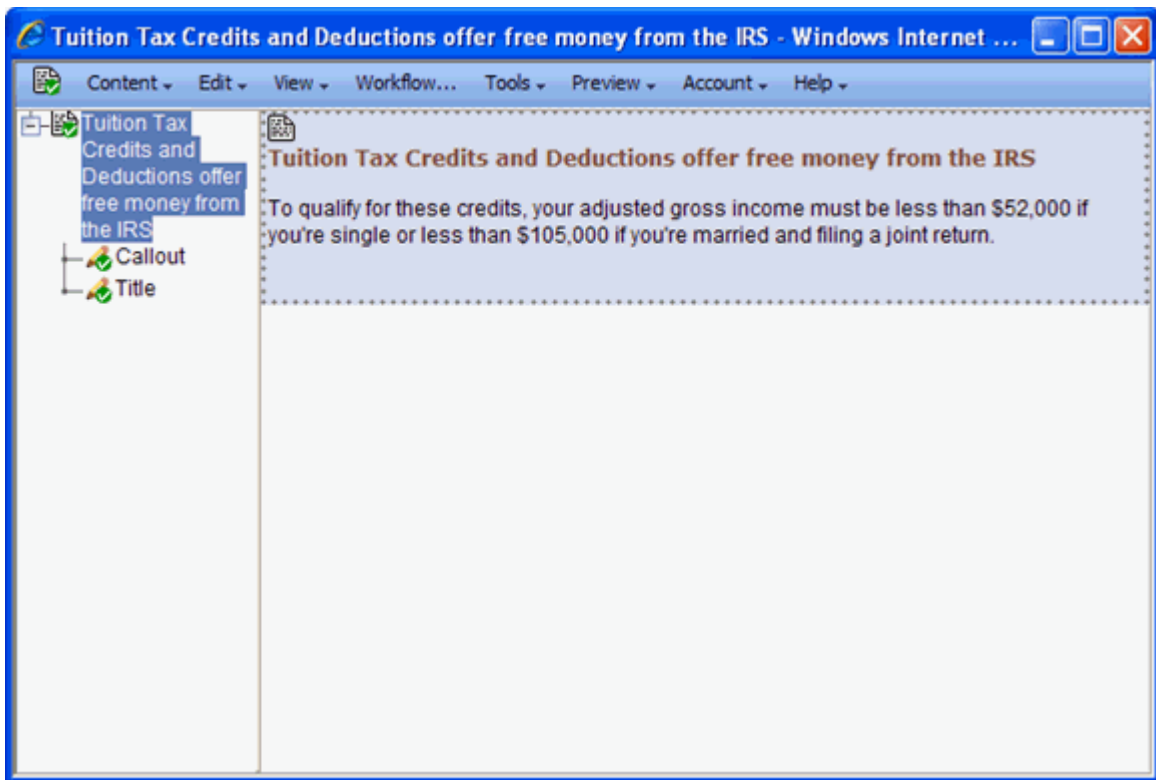 Tuition Tax Credits and Deductions offer free money from the IRS - Windows Internet ...
Content Edit View Workflow... Tools Preview Account Help
Tuition Tax
Credits and
Deductions offer
free money from
the IRS
Callout
Title
Tuition Tax Credits and Deductions offer free money from the IRS
To qualify for these credits, your adjusted gross income must be less than $52,000 if
you're single or less than $105,000 if you're married and filing a joint return.